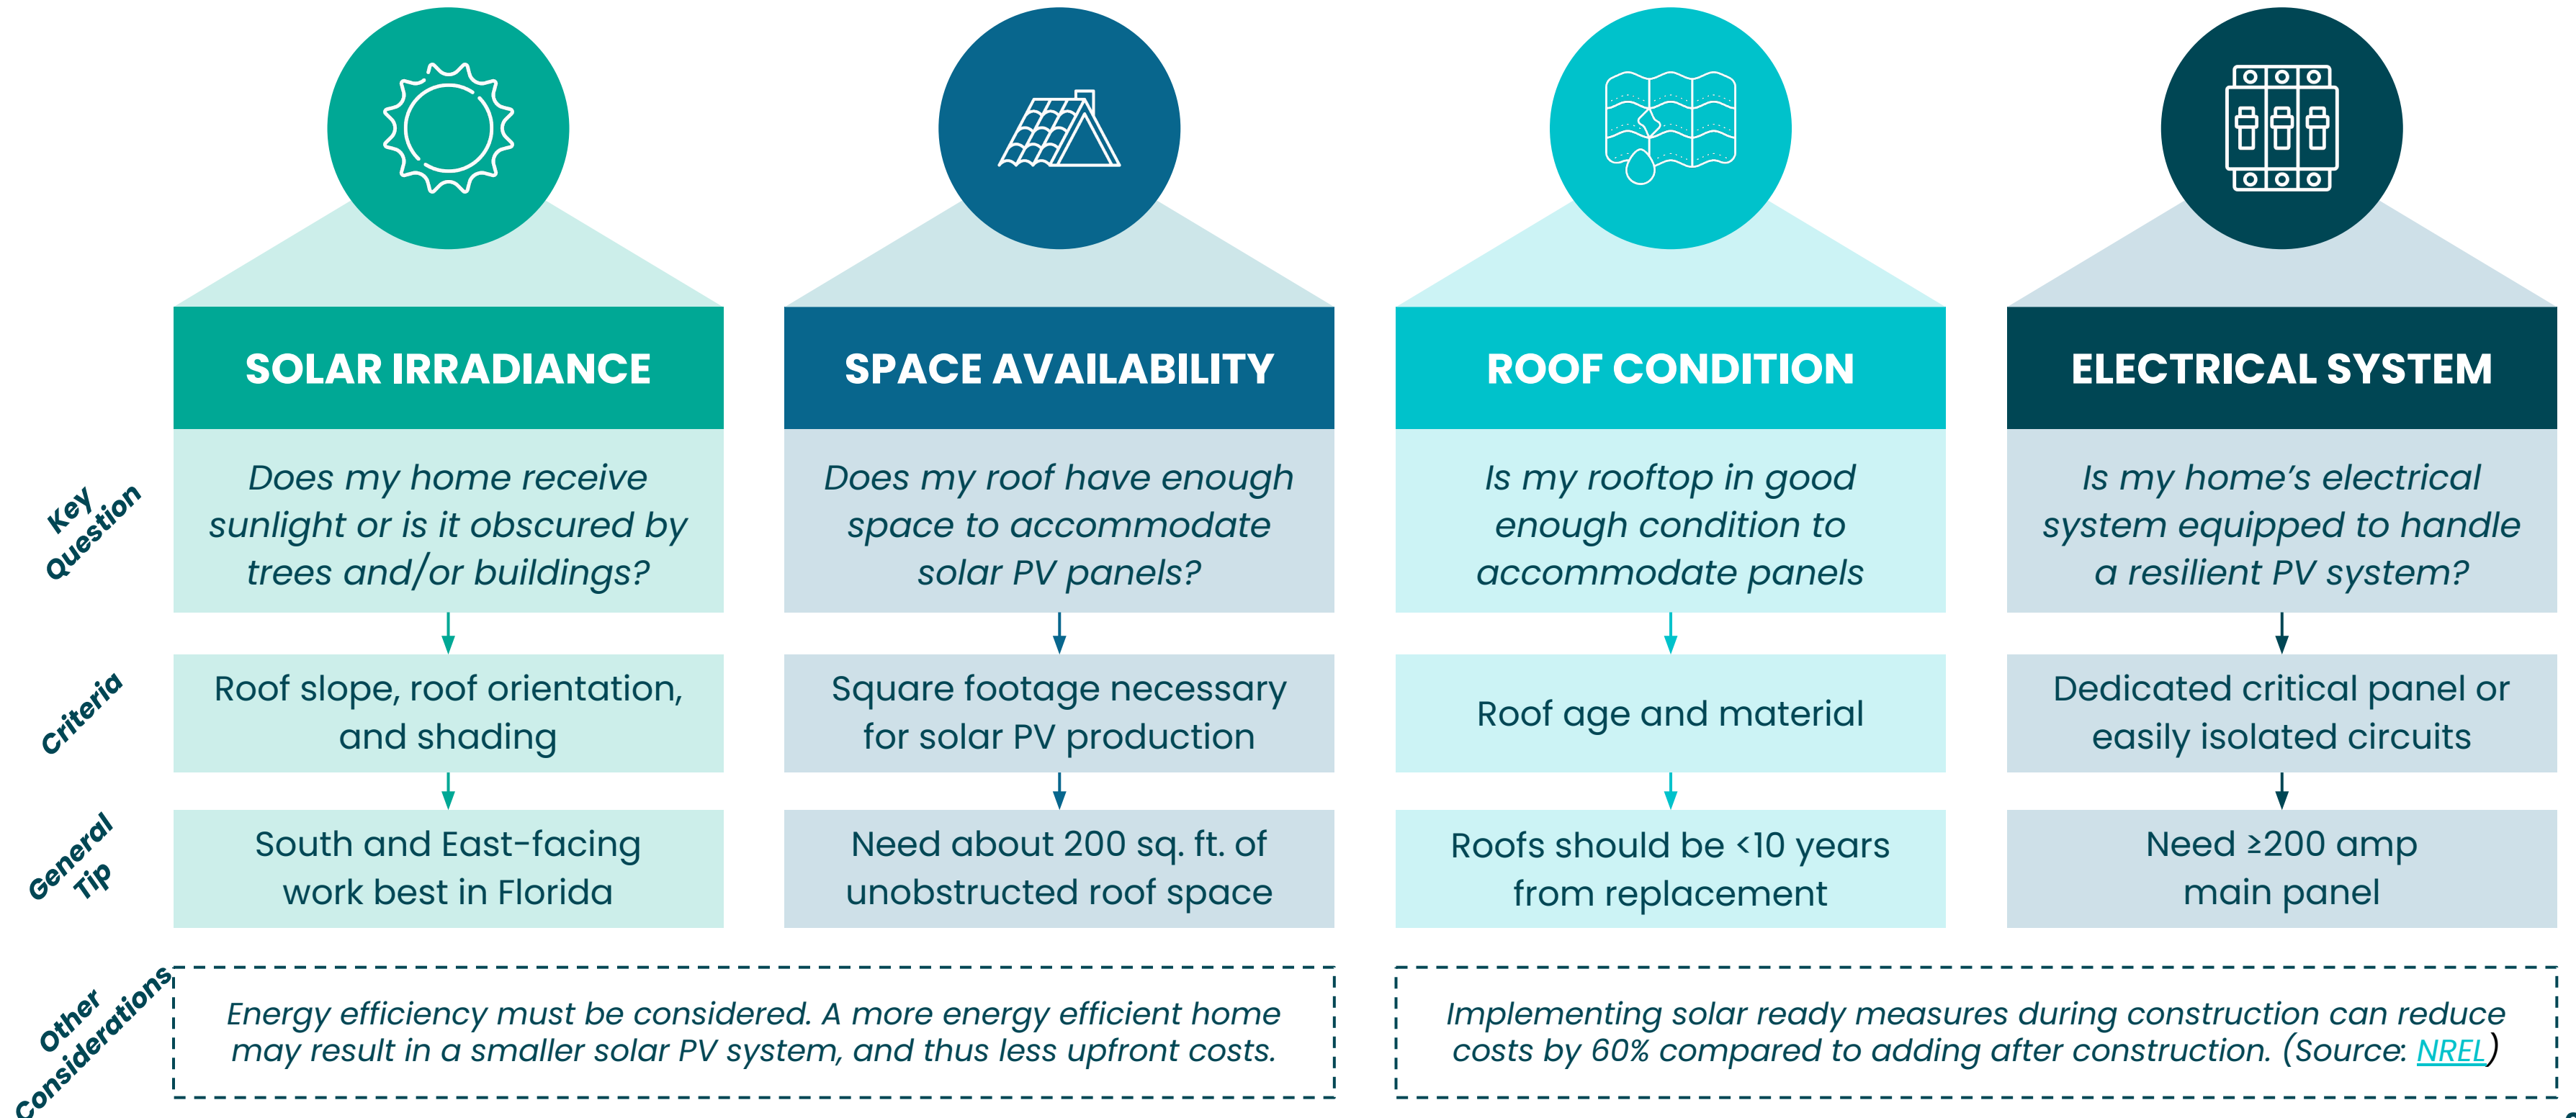 SOLAR IRRADIANCE
SPACE AVAILABILITY
ROOF CONDITION
ELECTRICAL SYSTEM
Key
Question
Does my home receive
sunlight or is it obscured by
trees and/or buildings?
Does my roof have enough
space to accommodate
solar PV panels?
Is my rooftop in good
enough condition to
accommodate panels
Is my home's electrical
system equipped to handle
a resilient PV system?
Criteria
Roof slope, roof orientation,
and shading
Square footage necessary
for solar PV production
Roof age and material
Dedicated critical panel or
easily isolated circuits
General
Tip
South and East-facing
work best in Florida
Need about 200 sq. ft. of
unobstructed roof space
Roofs should be <10 years
from replacement
Need ≥200 amp
main panel
Other
Considerations
Energy efficiency must be considered. A more energy efficient home
may result in a smaller solar PV system, and thus less upfront costs.
Implementing solar ready measures during construction can reduce
costs by 60% compared to adding after construction. (Source: NREL)